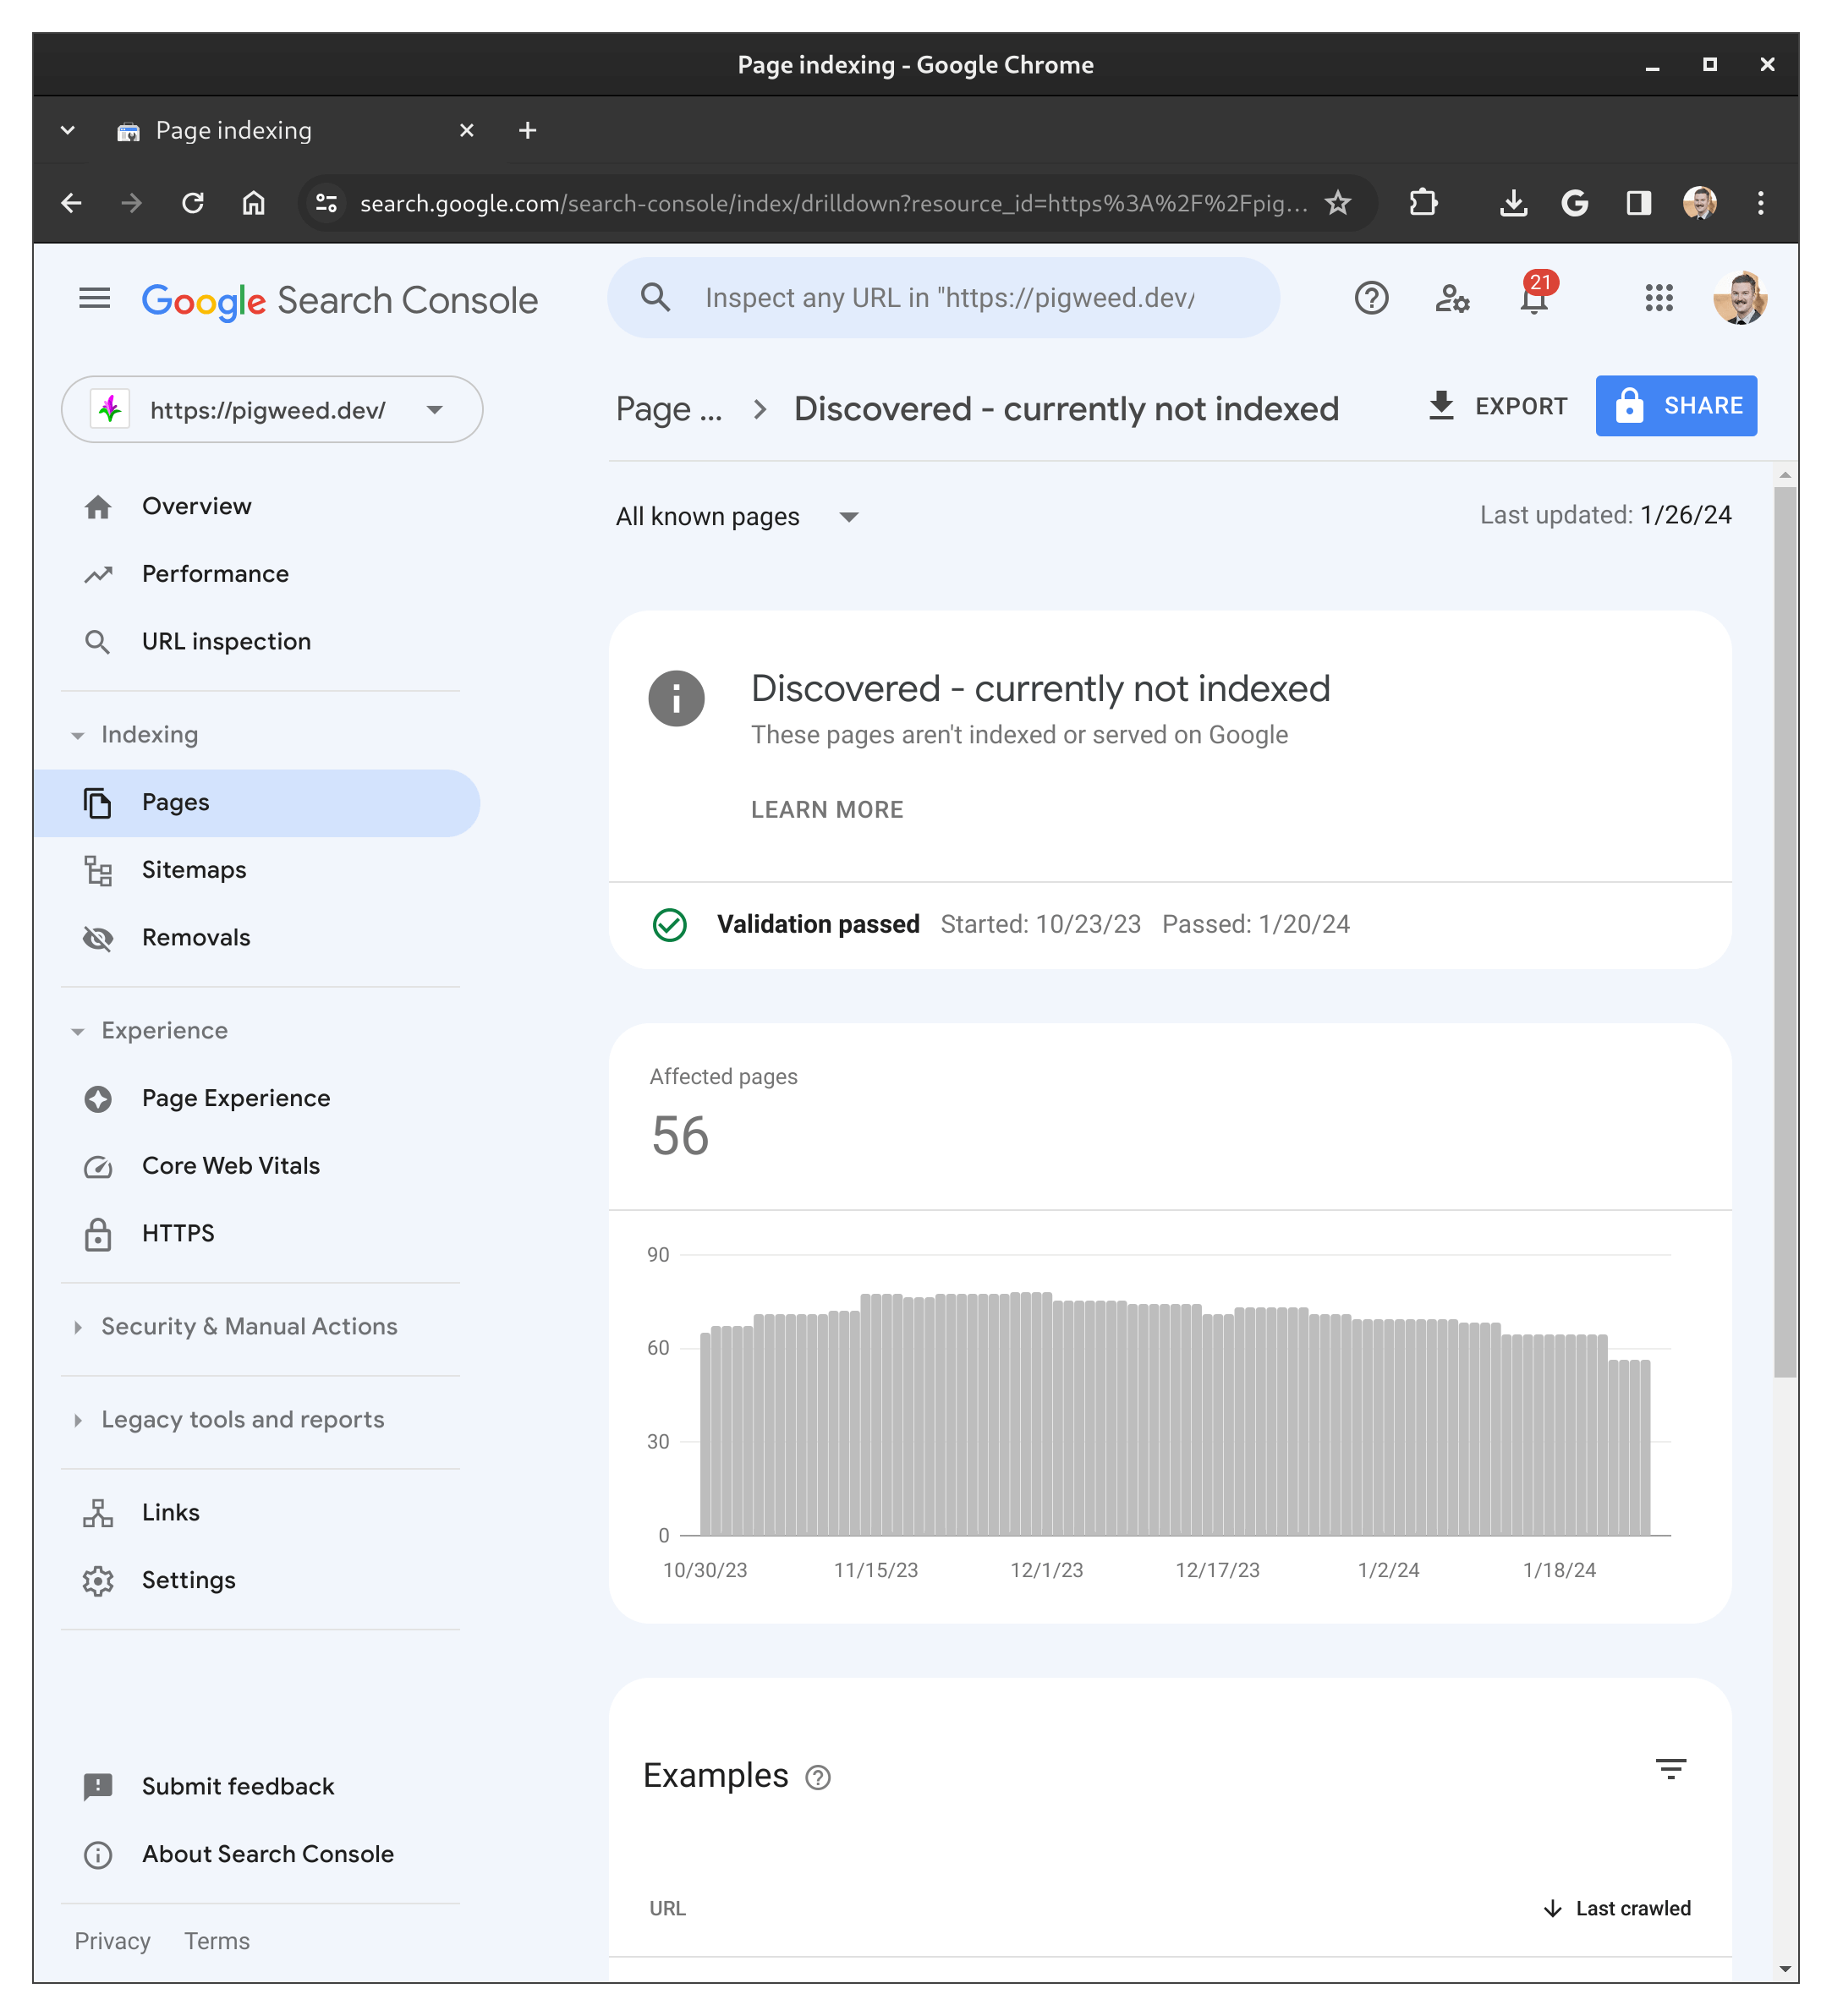 Page indexing - Google Chrome
Page indexing
search.google.com/search-console/index/drilldown?resource_id=https%3A%2F%2Fpig...
Google Search Console
Inspect any URL in "https://pigweed.dev/
21
https://pigweed.dev/
Page ... > Discovered - currently not indexed
EXPORT
SHARE
Overview
Performance
URL inspection
Indexing
Pages
Sitemaps
Removals
Experience
Page Experience
Core Web Vitals
HTTPS
Security & Manual Actions
Legacy tools and reports
Links
Settings
Submit feedback
About Search Console
Privacy Terms
All known pages
Last updated: 1/26/24
Discovered - currently not indexed
These pages aren't indexed or served on Google
LEARN MORE
Validation passed Started: 10/23/23 Passed: 1/20/24
Affected pages
56
90
60
30
0
10/30/23 11/15/23 12/1/23 12/17/23 1/2/24 1/18/24
Examples
URL
Last crawled